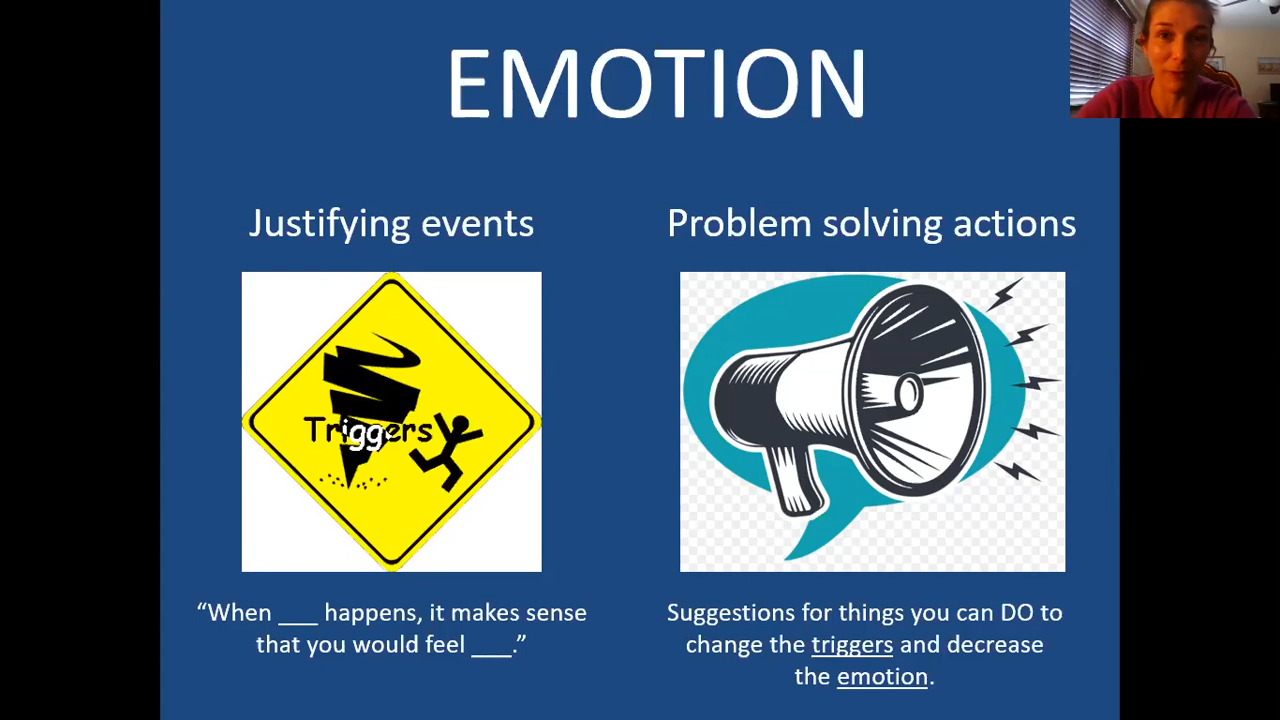 EMOTION
Justifying events
Triggers
“When ___ happens, it makes sense
that you would feel ___.”
Problem solving actions
Suggestions for things you can DO to
change the triggers and decrease
the emotion.